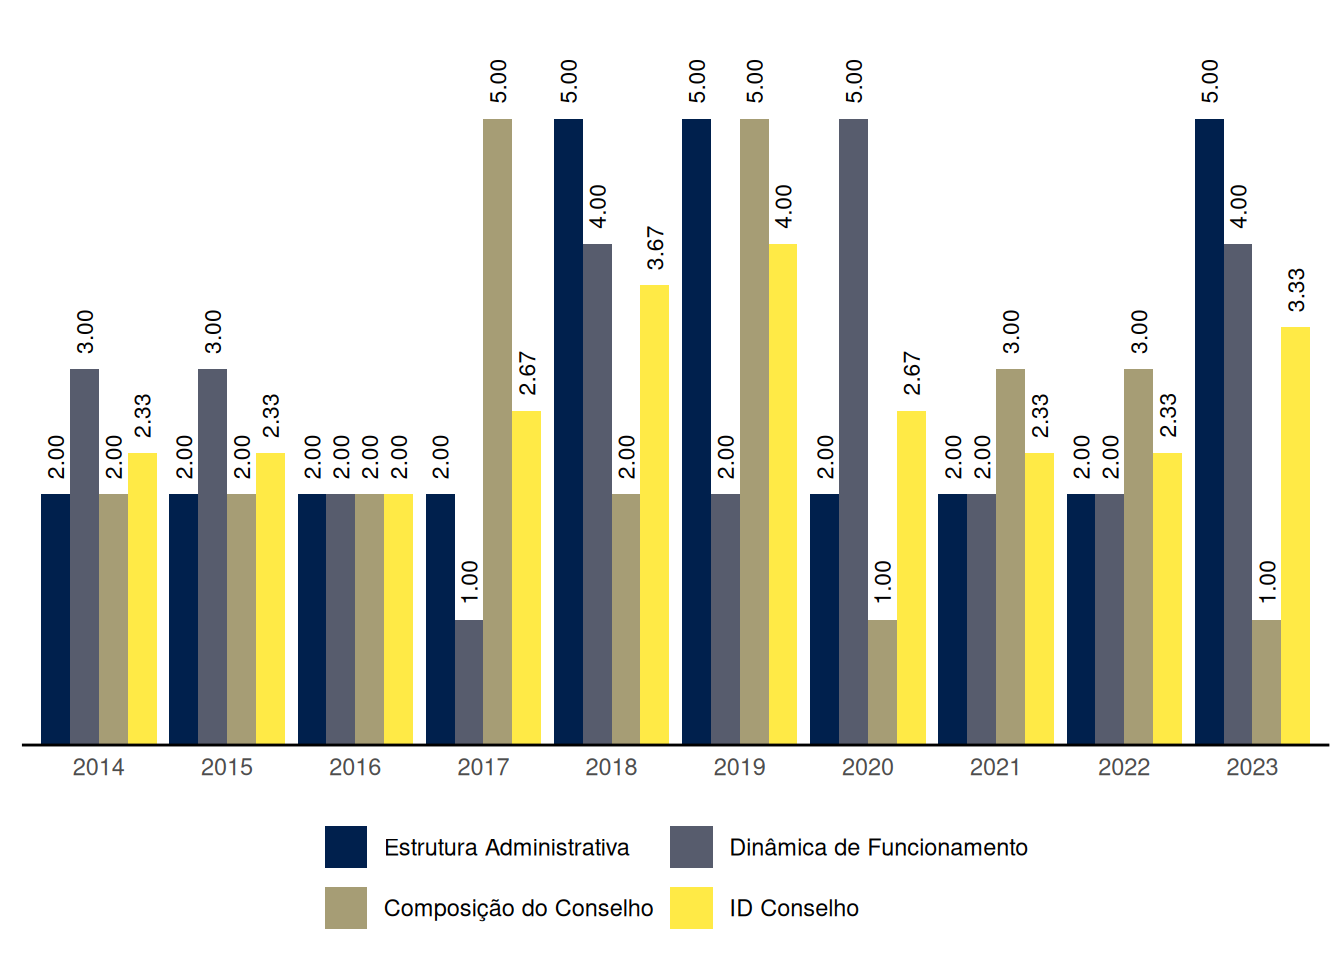 5.00 5.00 5.00 5.00 5.00 5.00
4.00 4.00 4.00
3.67
3.33
3.00 3.00 3.00 3.00
2.67 2.67
2.33 2.33 2.33 2.33
2.00 2.00 2.00 2.00 2.00 2.00 2.00 2.00 2.00 2.00 2.00 2.00 2.00 2.00 2.00 2.00
1.00 1.00 1.00
2014 2015 2016 2017 2018 2019 2020 2021 2022 2023
Estrutura Administrativa Dinâmica de Funcionamento
Composição do Conselho ID Conselho